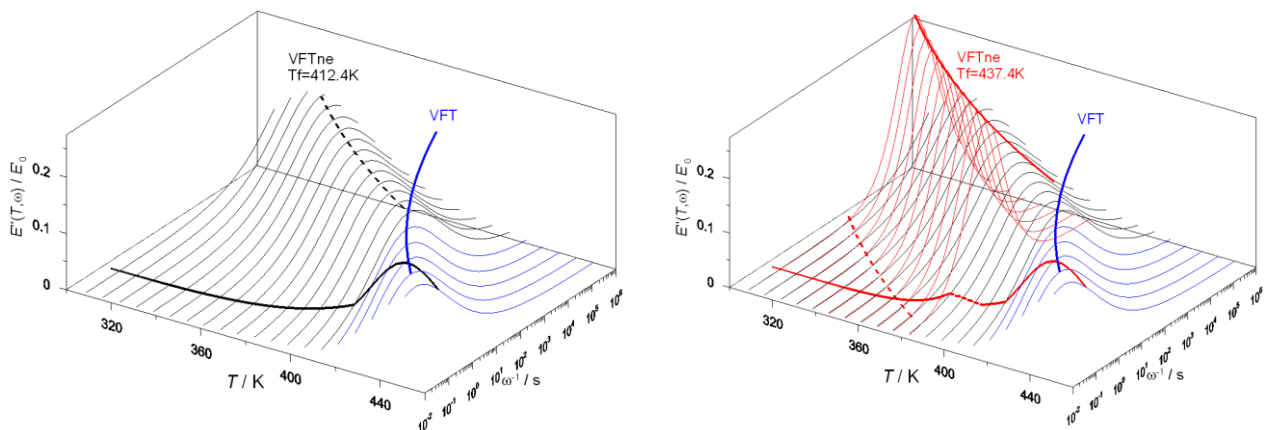 VFTne
Tf=412.4K
VFT
E''(T,ω) / E₀
0.2
0.1
0
320
360
400
440
T / K
10⁻²
10⁻¹
10⁰
10¹
10²
10³
10⁴
10⁵
10⁶
ω⁻¹ / s
VFTne
Tf=437.4K
VFT
E''(T,ω) / E₀
0.2
0.1
0
320
360
400
440
T / K
10⁻²
10⁻¹
10⁰
10¹
10²
10³
10⁴
10⁵
10⁶
ω⁻¹ / s